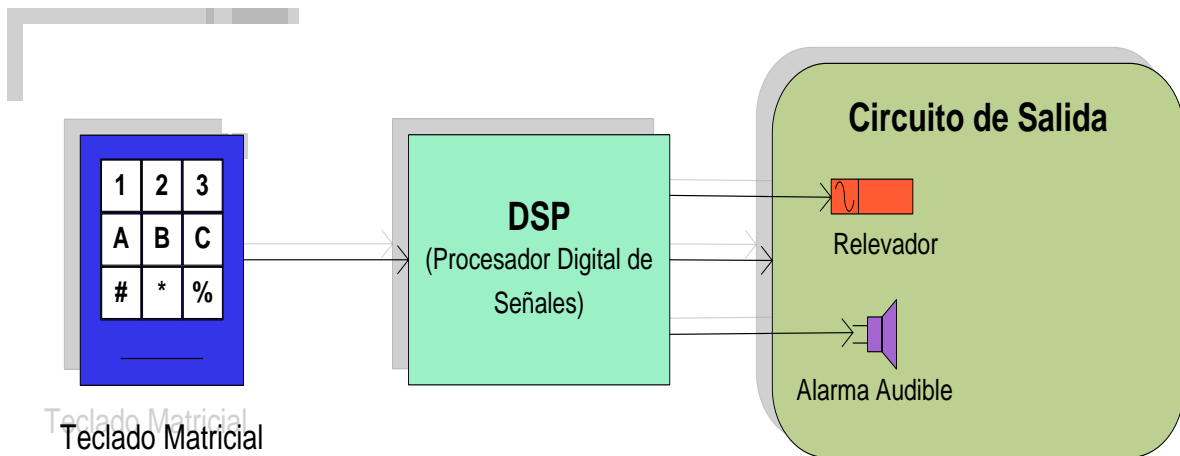 Circuito de Salida
1 2 3
A B C
# * %
DSP
(Procesador Digital de
Señales)
Relevador
Alarma Audible
Teclado Matricial
Teclado Matricial